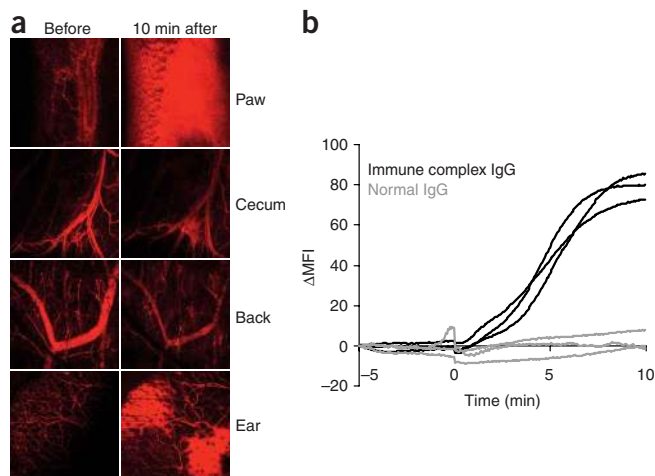 a
Before 10 min after
Paw
Cecum
Back
Ear
b
Immune complex IgG
Normal IgG
ΔMFI
100
80
60
40
20
0
–20
–5 0 5 10
Time (min)